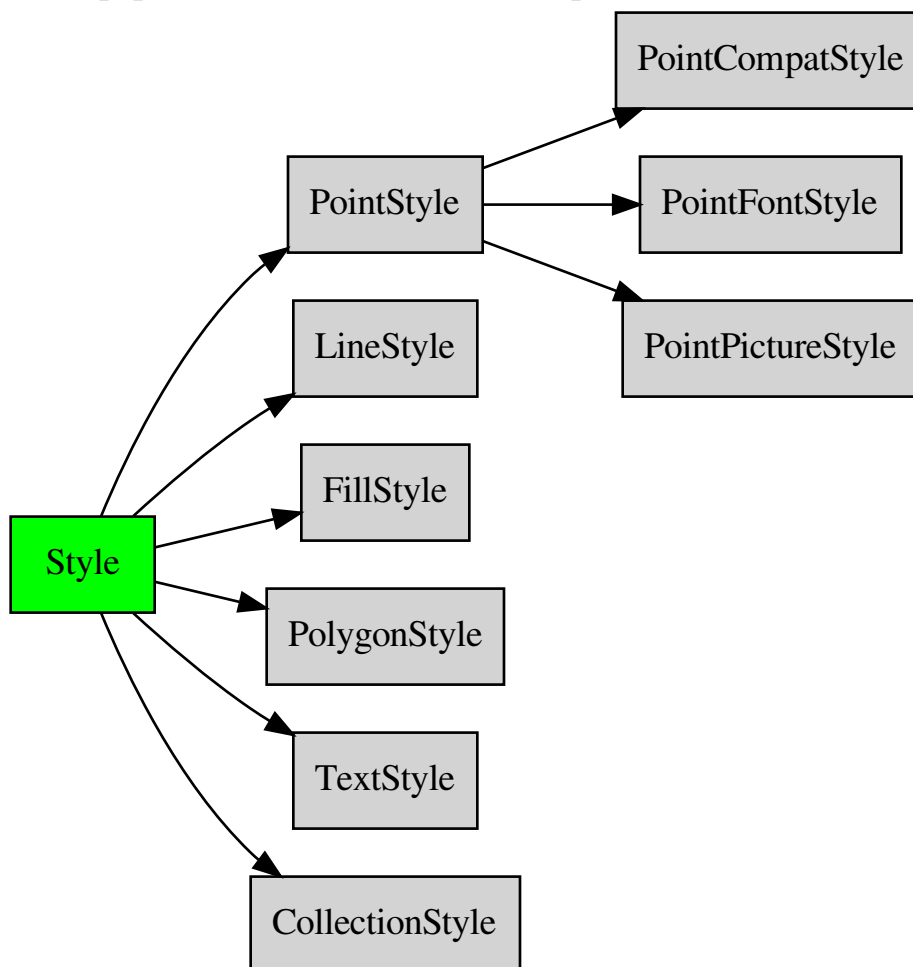 PointCompatStyle
PointStyle
PointFontStyle
LineStyle
PointPictureStyle
FillStyle
Style
PolygonStyle
TextStyle
CollectionStyle